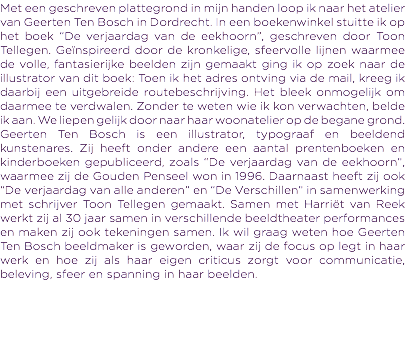 Met een geschreven plattegrond in mijn handen loop ik naar het atelier
van Geerten Ten Bosch in Dordrecht. In een boekenwinkel stuitte ik op
het boek “De verjaardag van de eekhoorn”, geschreven door Toon
Tellegen. Geïnspireerd door de kronkelige, sfeervolle lijnen waarmee
de volle, fantasierijke beelden zijn gemaakt ging ik op zoek naar de
illustrator van dit boek: Toen ik het adres ontving via de mail, kreeg ik
daarbij een uitgebreide routebeschrijving. Het bleek onmogelijk om
daarmee te verdwalen. Zonder te weten wie ik kon verwachten, belde
ik aan. We liepen gelijk door naar haar woonatelier op de begane grond.
Geerten Ten Bosch is een illustrator, typograaf en beeldend
kunstenares. Zij heeft onder andere een aantal prentenboeken en
kinderboeken gepubliceerd, zoals “De verjaardag van de eekhoorn”,
waarmee zij de Gouden Penseel won in 1996. Daarnaast heeft zij ook
“De verjaardag van alle anderen” en “De Verschillen” in samenwerking
met schrijver Toon Tellegen gemaakt. Samen met Harriët van Reek
werkt zij al 30 jaar samen in verschillende beeldtheater performances
en maken zij ook tekeningen samen. Ik wil graag weten hoe Geerten
Ten Bosch beeldmaker is geworden, waar zij de focus op legt in haar
werk en hoe zij als haar eigen criticus zorgt voor communicatie,
beleving, sfeer en spanning in haar beelden.